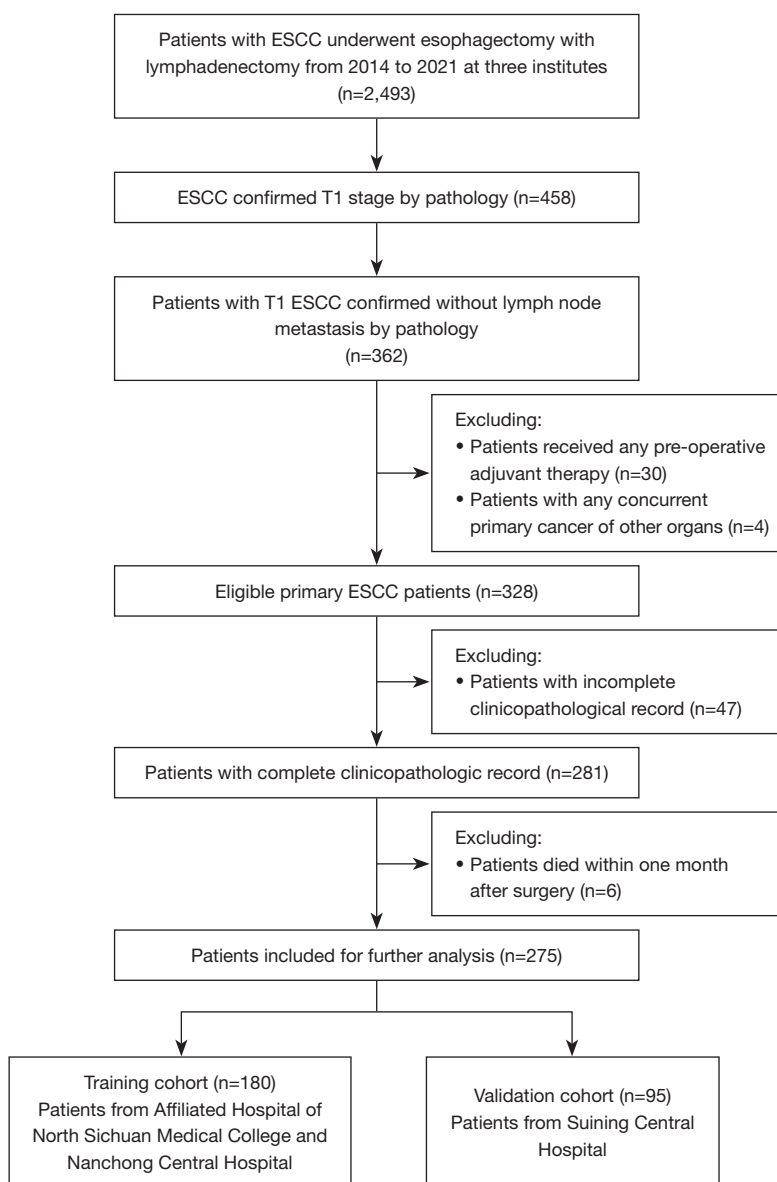 Patients with ESCC underwent esophagectomy with
lymphadenectomy from 2014 to 2021 at three institutes
(n=2,493)
ESCC confirmed T1 stage by pathology (n=458)
Patients with T1 ESCC confirmed without lymph node
metastasis by pathology
(n=362)
Excluding:
• Patients received any pre-operative
adjuvant therapy (n=30)
• Patients with any concurrent
primary cancer of other organs (n=4)
Eligible primary ESCC patients (n=328)
Excluding:
• Patients with incomplete
clinicopathological record (n=47)
Patients with complete clinicopathologic record (n=281)
Excluding:
• Patients died within one month
after surgery (n=6)
Patients included for further analysis (n=275)
Training cohort (n=180)
Patients from Affiliated Hospital of
North Sichuan Medical College and
Nanchong Central Hospital
Validation cohort (n=95)
Patients from Suining Central
Hospital